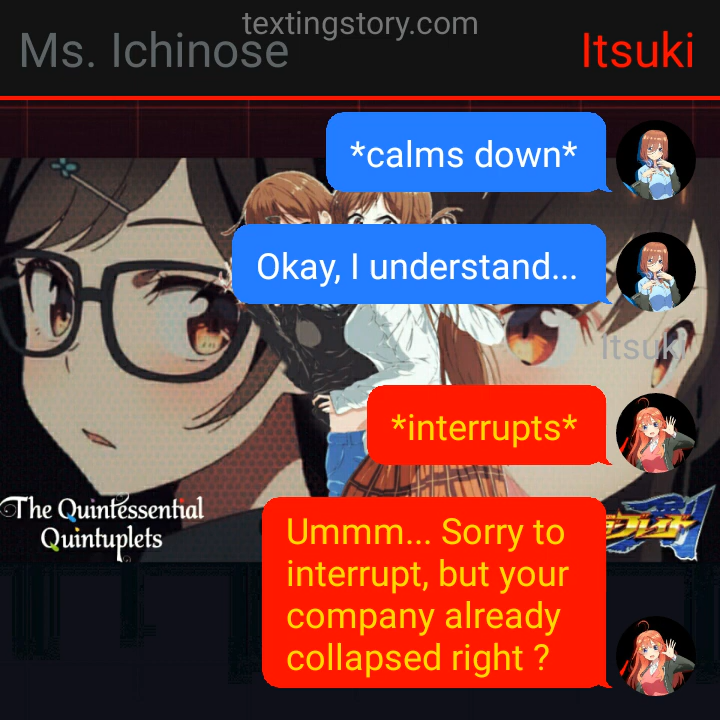 textingstory.com
Ms. Ichinose
Itsuki
*calms down*
Okay, I understand...
Itsuki
*interrupts*
The Quintessential
Quintuplets
Ummm... Sorry to
interrupt, but your
company already
collapsed right ?